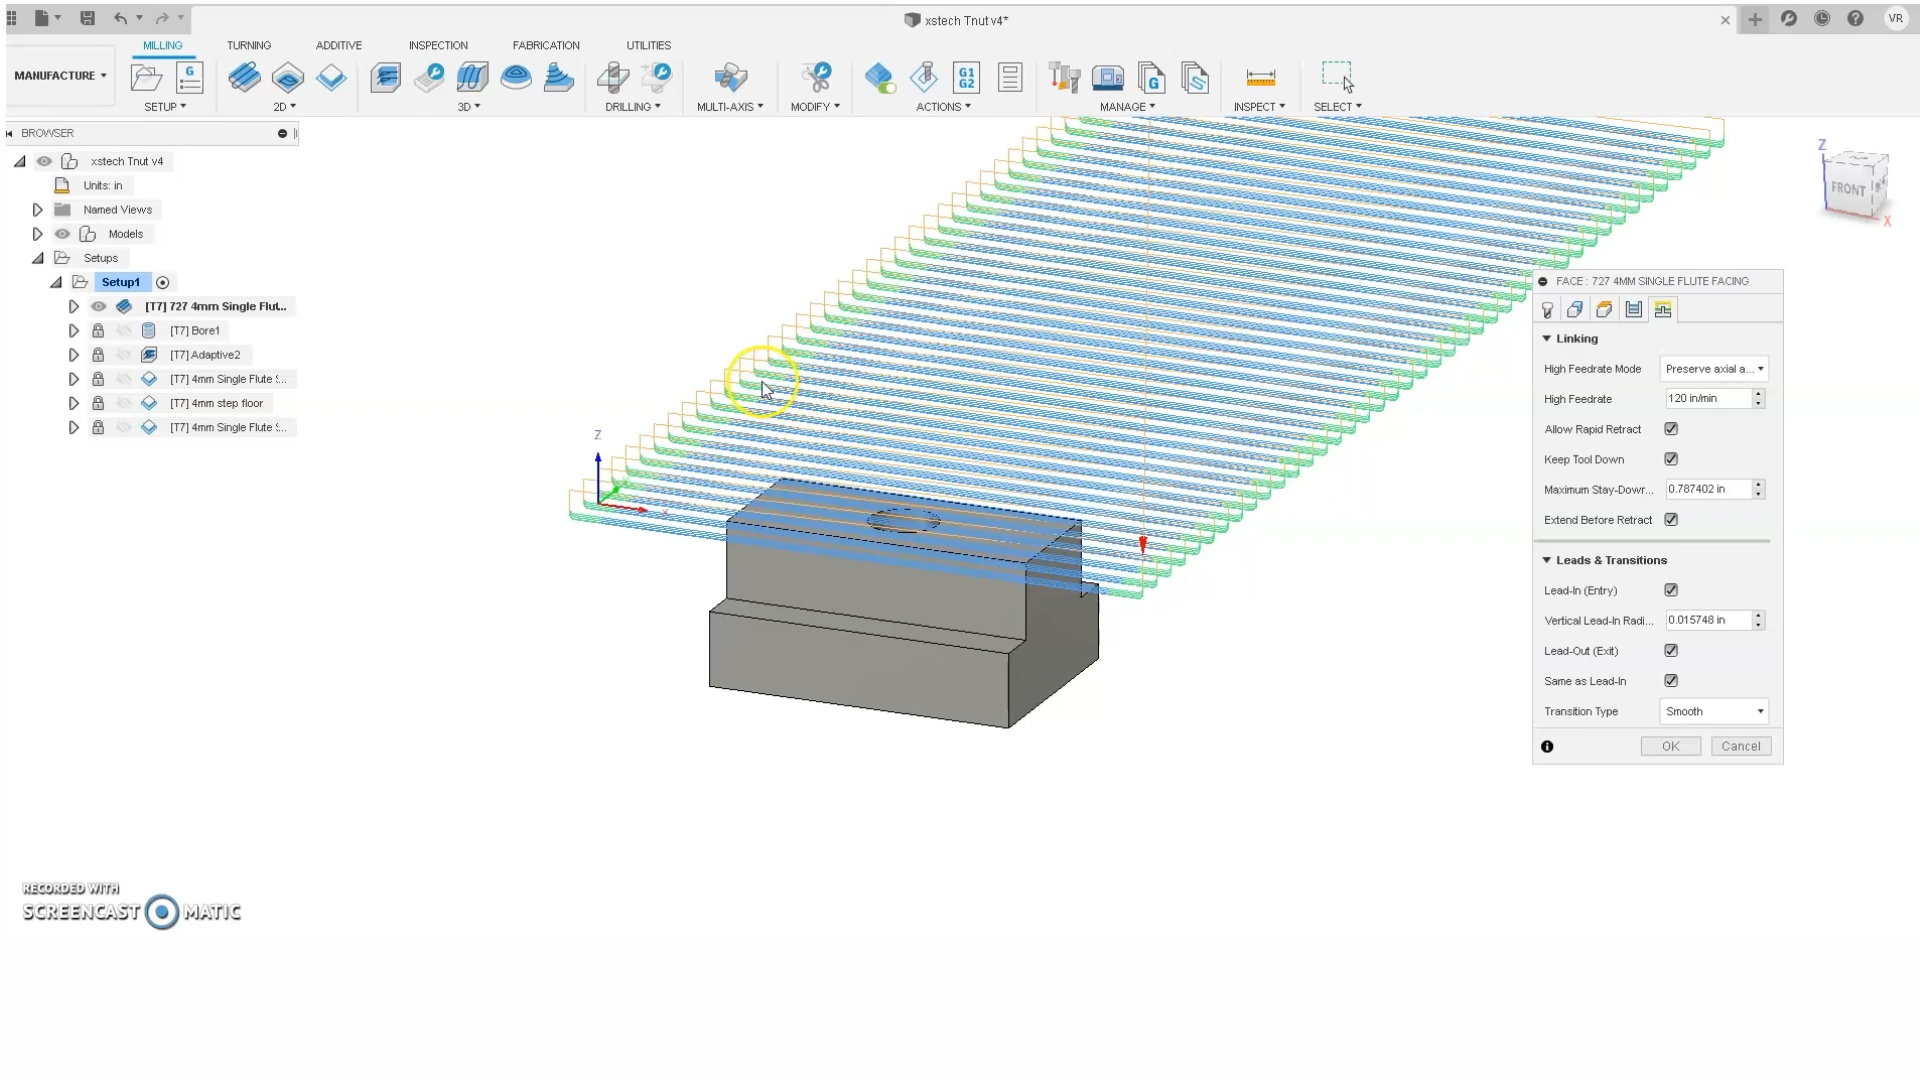 xstech Tnut v4*
VR
MANUFACTURE
MILLING TURNING ADDITIVE INSPECTION FABRICATION UTILITIES
G G1 G2 G
SETUP 2D 3D DRILLING MULTI-AXIS MODIFY ACTIONS MANAGE INSPECT SELECT
BROWSER
xstech Tnut v4
Units: in
Named Views
Models
Setups
Setup1
[T7] 727 4mm Single Flut...
[T7] Bore1
[T7] Adaptive2
[T7] 4mm Single Flute S...
[T7] 4mm step floor
[T7] 4mm Single Flute S...
Z
X
Z
FRONT
X
FACE : 727 4MM SINGLE FLUTE FACING
Linking
High Feedrate Mode Preserve axial a...
High Feedrate 120 in/min
Allow Rapid Retract
Keep Tool Down
Maximum Stay-Down... 0.787402 in
Extend Before Retract
Leads & Transitions
Lead-In (Entry)
Vertical Lead-In Radi... 0.015748 in
Lead-Out (Exit)
Same as Lead-In
Transition Type Smooth
OK Cancel
RECORDED WITH
SCREENCAST MATIC